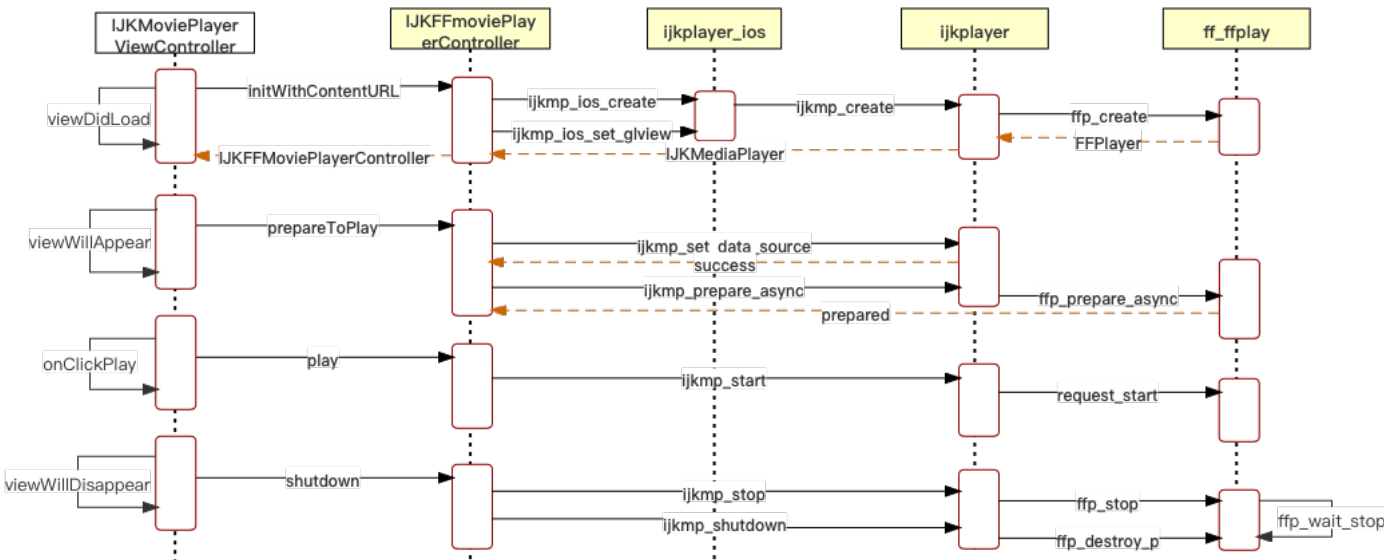 IJKMoviePlayer
ViewController
IJKFFmoviePlay
erController
ijkplayer_ios
ijkplayer
ff_ffplay
viewDidLoad
initWithContentURL
ijkmp_ios_create
ijkmp_create
ffp_create
ijkmp_ios_set_glview
FFPlayer
IJKMediaPlayer
IJKFFMoviePlayerController
viewWillAppear
prepareToPlay
ijkmp_set_data_source
success
ijkmp_prepare_async
ffp_prepare_async
prepared
onClickPlay
play
ijkmp_start
request_start
viewWillDisappear
shutdown
ijkmp_stop
ffp_stop
ffp_wait_stop
ijkmp_shutdown
ffp_destroy_p